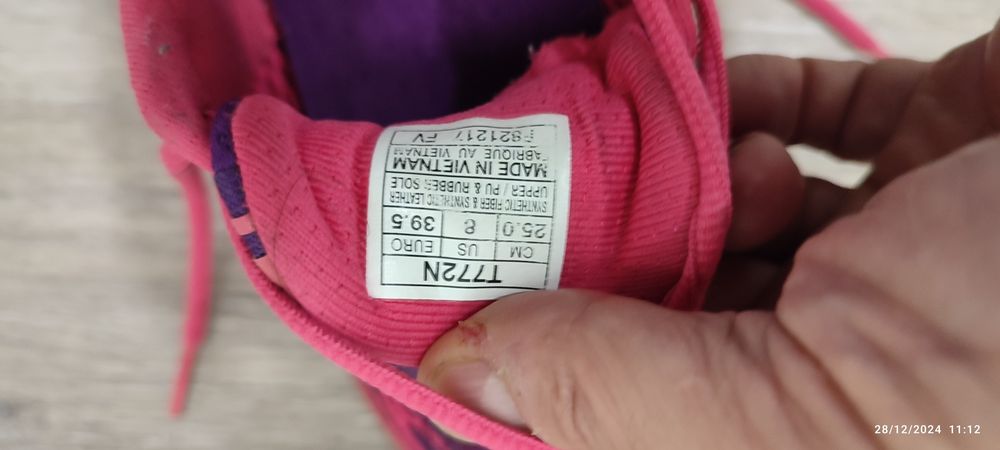 T772N
CM US EURO
25.0 8 39.5
SYNTHETIC FIBER & SYNTHETIC LEATHER
UPPER / PU & RUBBER SOLE
MADE IN VIETNAM
FABRIQUE AU VIETNAM
FV
28/12/2024 11:12